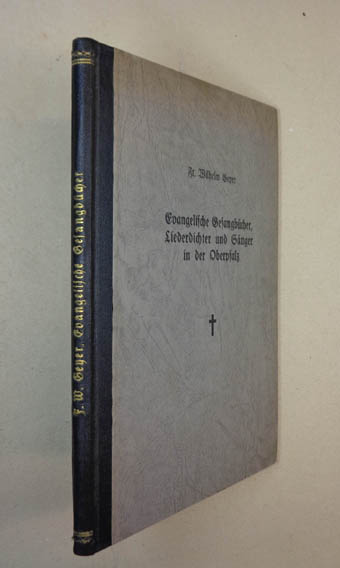 F. W. Geyer, Evangelische Gesangbücher
Fr. Wilhelm Geyer
Evangelische Gesangbücher,
Liederdichter und Sänger
in der Oberpfalz